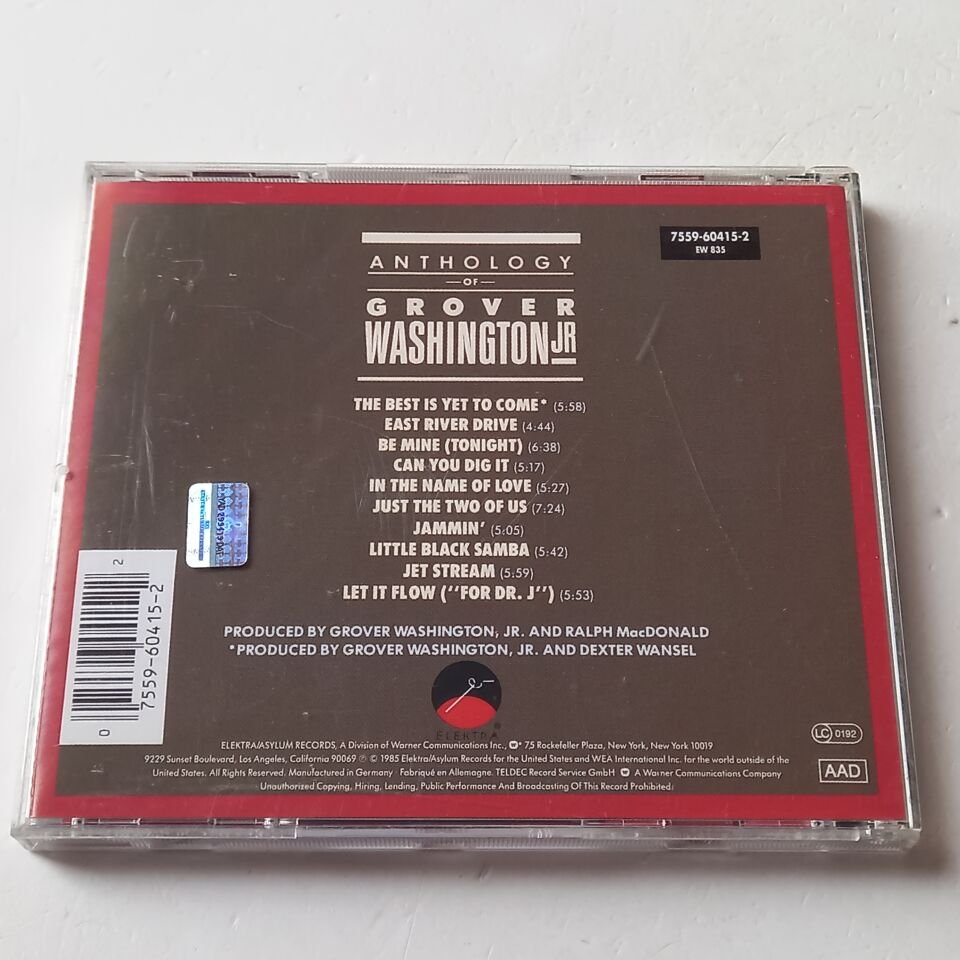 7559-60415-2
EW 835
ANTHOLOGY
OF
GROVER
WASHINGTON JR
THE BEST IS YET TO COME* (5:58)
EAST RIVER DRIVE (4:44)
BE MINE (TONIGHT) (6:38)
CAN YOU DIG IT (5:17)
IN THE NAME OF LOVE (5:27)
JUST THE TWO OF US (7:24)
JAMMIN' (5:05)
LITTLE BLACK SAMBA (5:42)
JET STREAM (5:59)
LET IT FLOW (''FOR DR. J'') (5:53)
PRODUCED BY GROVER WASHINGTON, JR. AND RALPH MacDONALD
*PRODUCED BY GROVER WASHINGTON, JR. AND DEXTER WANSEL
ELEKTRA
0 7559-60415-2 2
ELEKTRA/ASYLUM RECORDS, A Division of Warner Communications Inc., 75 Rockefeller Plaza, New York, New York 10019
9229 Sunset Boulevard, Los Angeles, California 90069 ℗ © 1985 Elektra/Asylum Records for the United States and WEA International Inc. for the world outside of the
United States. All Rights Reserved. Manufactured in Germany · Fabriqué en Allemagne. TELDEC Record Service GmbH A Warner Communications Company
Unauthorized Copying, Hiring, Lending, Public Performance And Broadcasting Of This Record Prohibited.
LC 0192
AAD